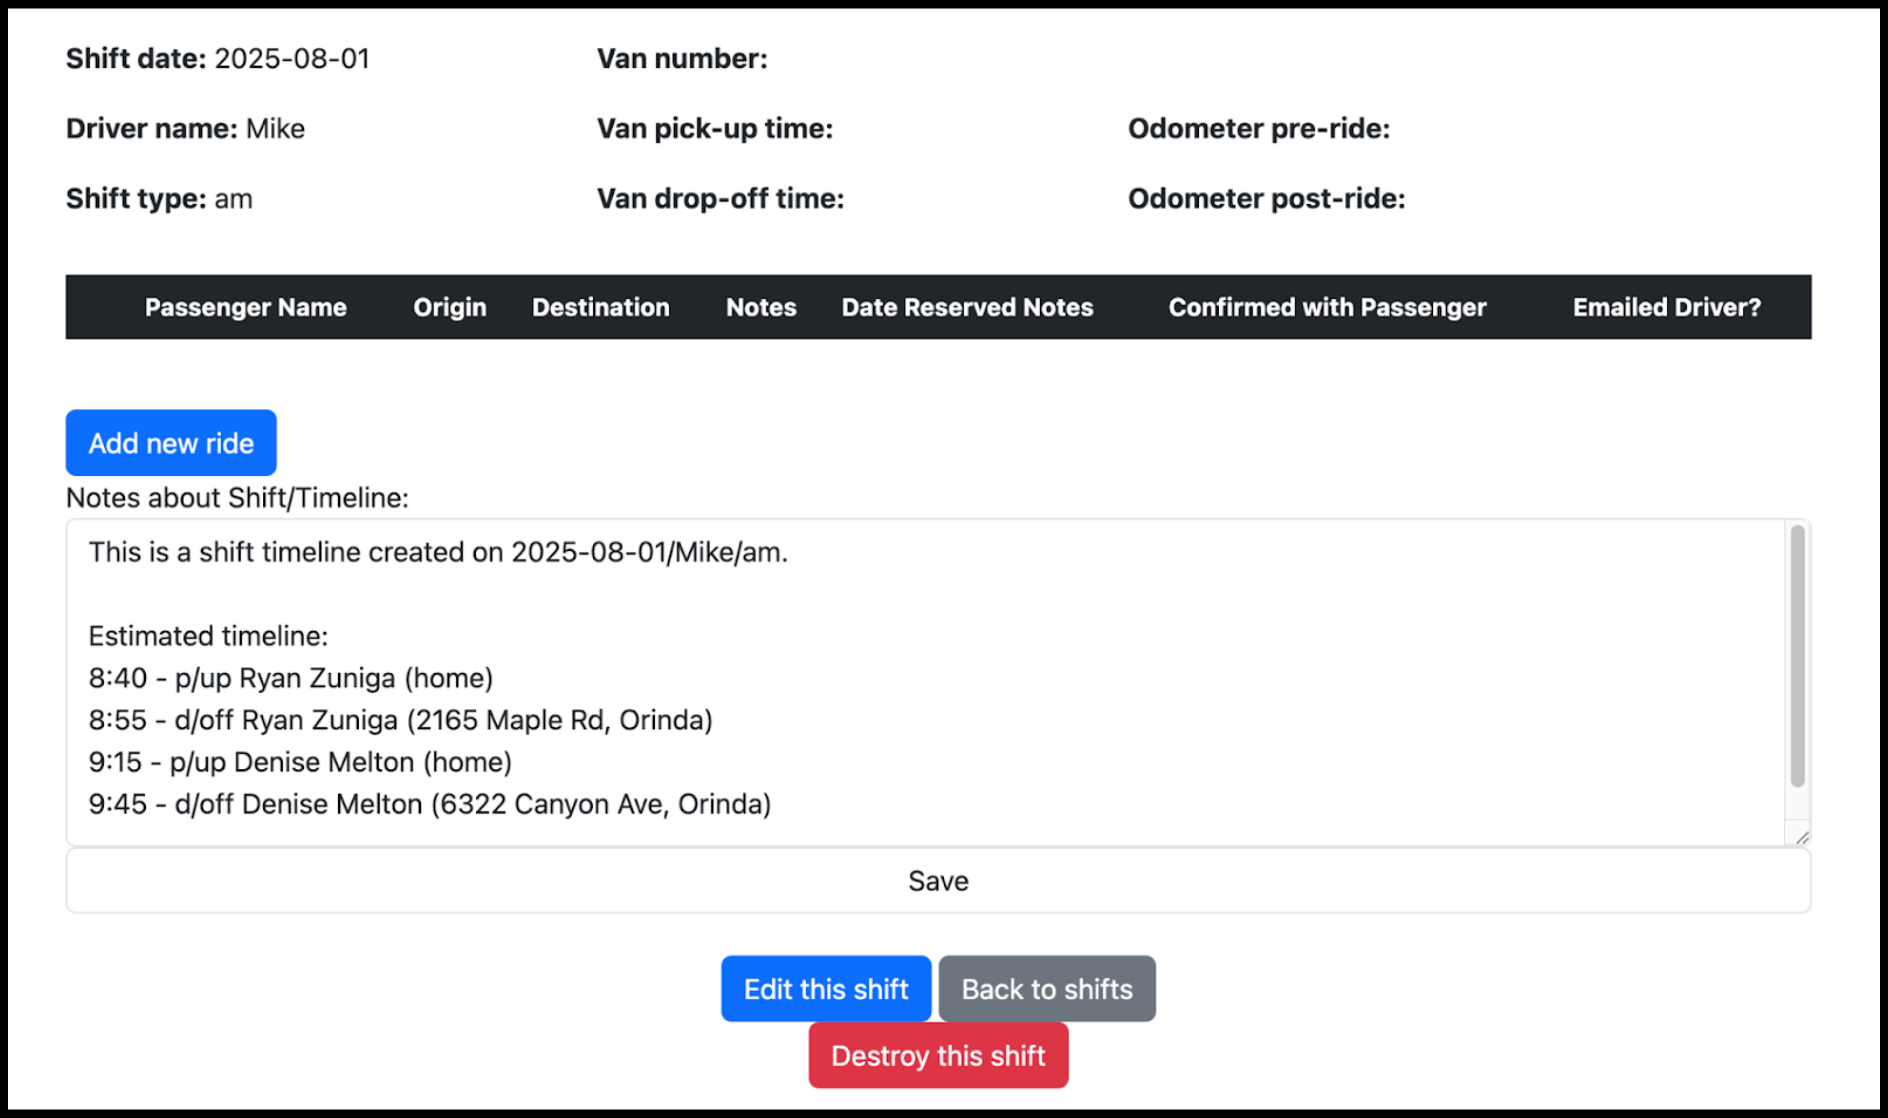 Shift date: 2025-08-01 Van number:
Driver name: Mike Van pick-up time: Odometer pre-ride:
Shift type: am Van drop-off time: Odometer post-ride:
Passenger Name Origin Destination Notes Date Reserved Notes Confirmed with Passenger Emailed Driver?
Add new ride
Notes about Shift/Timeline:
This is a shift timeline created on 2025-08-01/Mike/am.
Estimated timeline:
8:40 - p/up Ryan Zuniga (home)
8:55 - d/off Ryan Zuniga (2165 Maple Rd, Orinda)
9:15 - p/up Denise Melton (home)
9:45 - d/off Denise Melton (6322 Canyon Ave, Orinda)
Save
Edit this shift Back to shifts
Destroy this shift